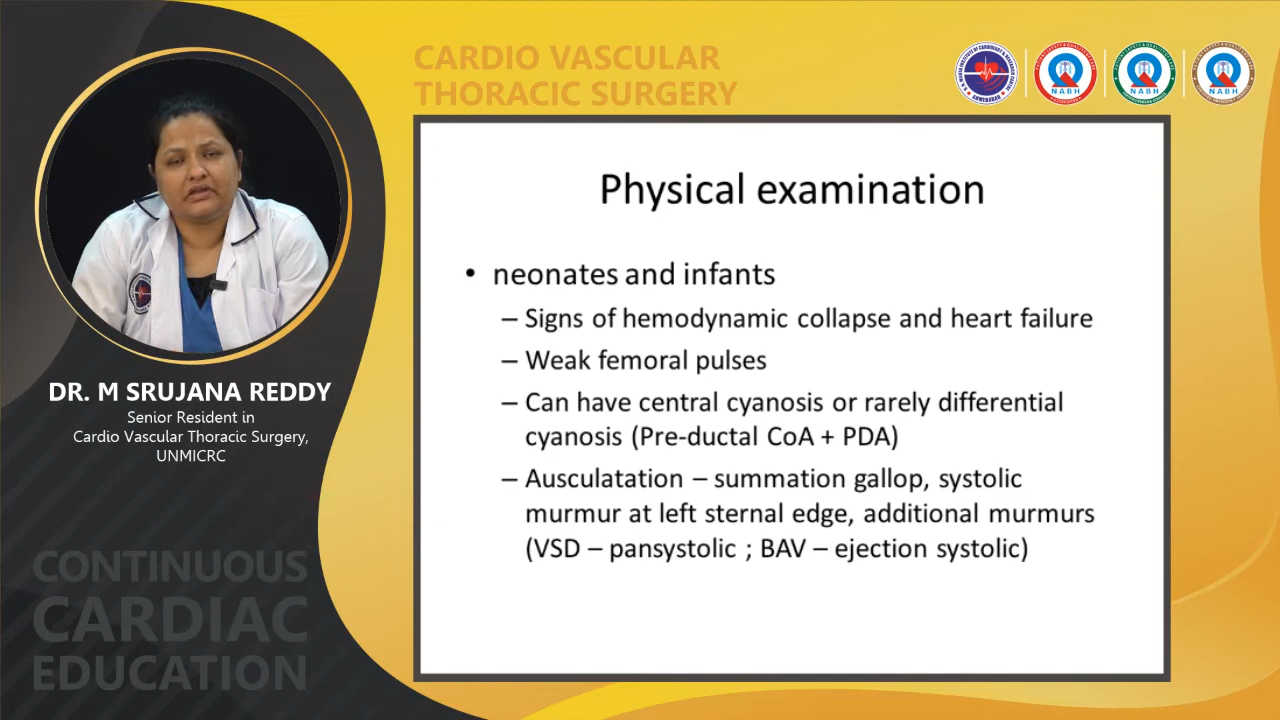 CARDIO VASCULAR
THORACIC SURGERY
NABH
NABH
NABH
Physical examination
• neonates and infants
– Signs of hemodynamic collapse and heart failure
– Weak femoral pulses
– Can have central cyanosis or rarely differential
cyanosis (Pre-ductal CoA + PDA)
– Ausculatation – summation gallop, systolic
murmur at left sternal edge, additional murmurs
(VSD – pansystolic ; BAV – ejection systolic)
DR. M SRUJANA REDDY
Senior Resident in
Cardio Vascular Thoracic Surgery,
UNMICRC
CONTINUOUS
CARDIAC
EDUCATION